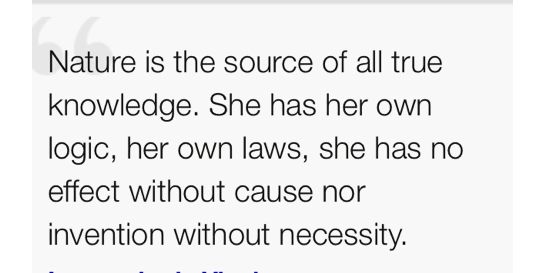 Nature is the source of all true
knowledge. She has her own
logic, her own laws, she has no
effect without cause nor
invention without necessity.